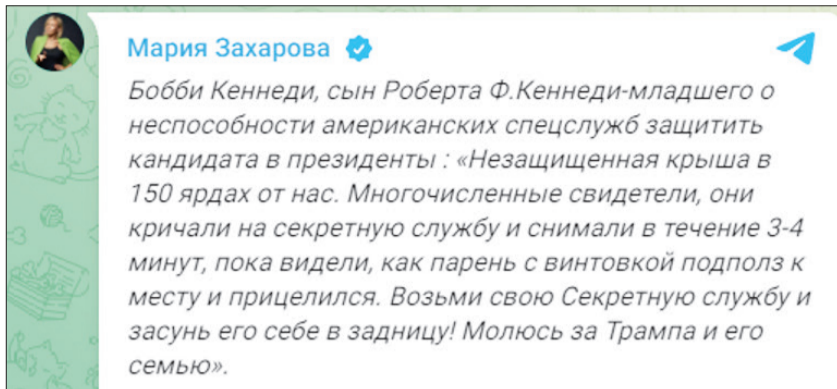 Мария Захарова
Бобби Кеннеди, сын Роберта Ф.Кеннеди-младшего о
неспособности американских спецслужб защитить
кандидата в президенты : «Незащищенная крыша в
150 ярдах от нас. Многочисленные свидетели, они
кричали на секретную службу и снимали в течение 3-4
минут, пока видели, как парень с винтовкой подполз к
месту и прицелился. Возьми свою Секретную службу и
засунь его себе в задницу! Молюсь за Трампа и его
семью».